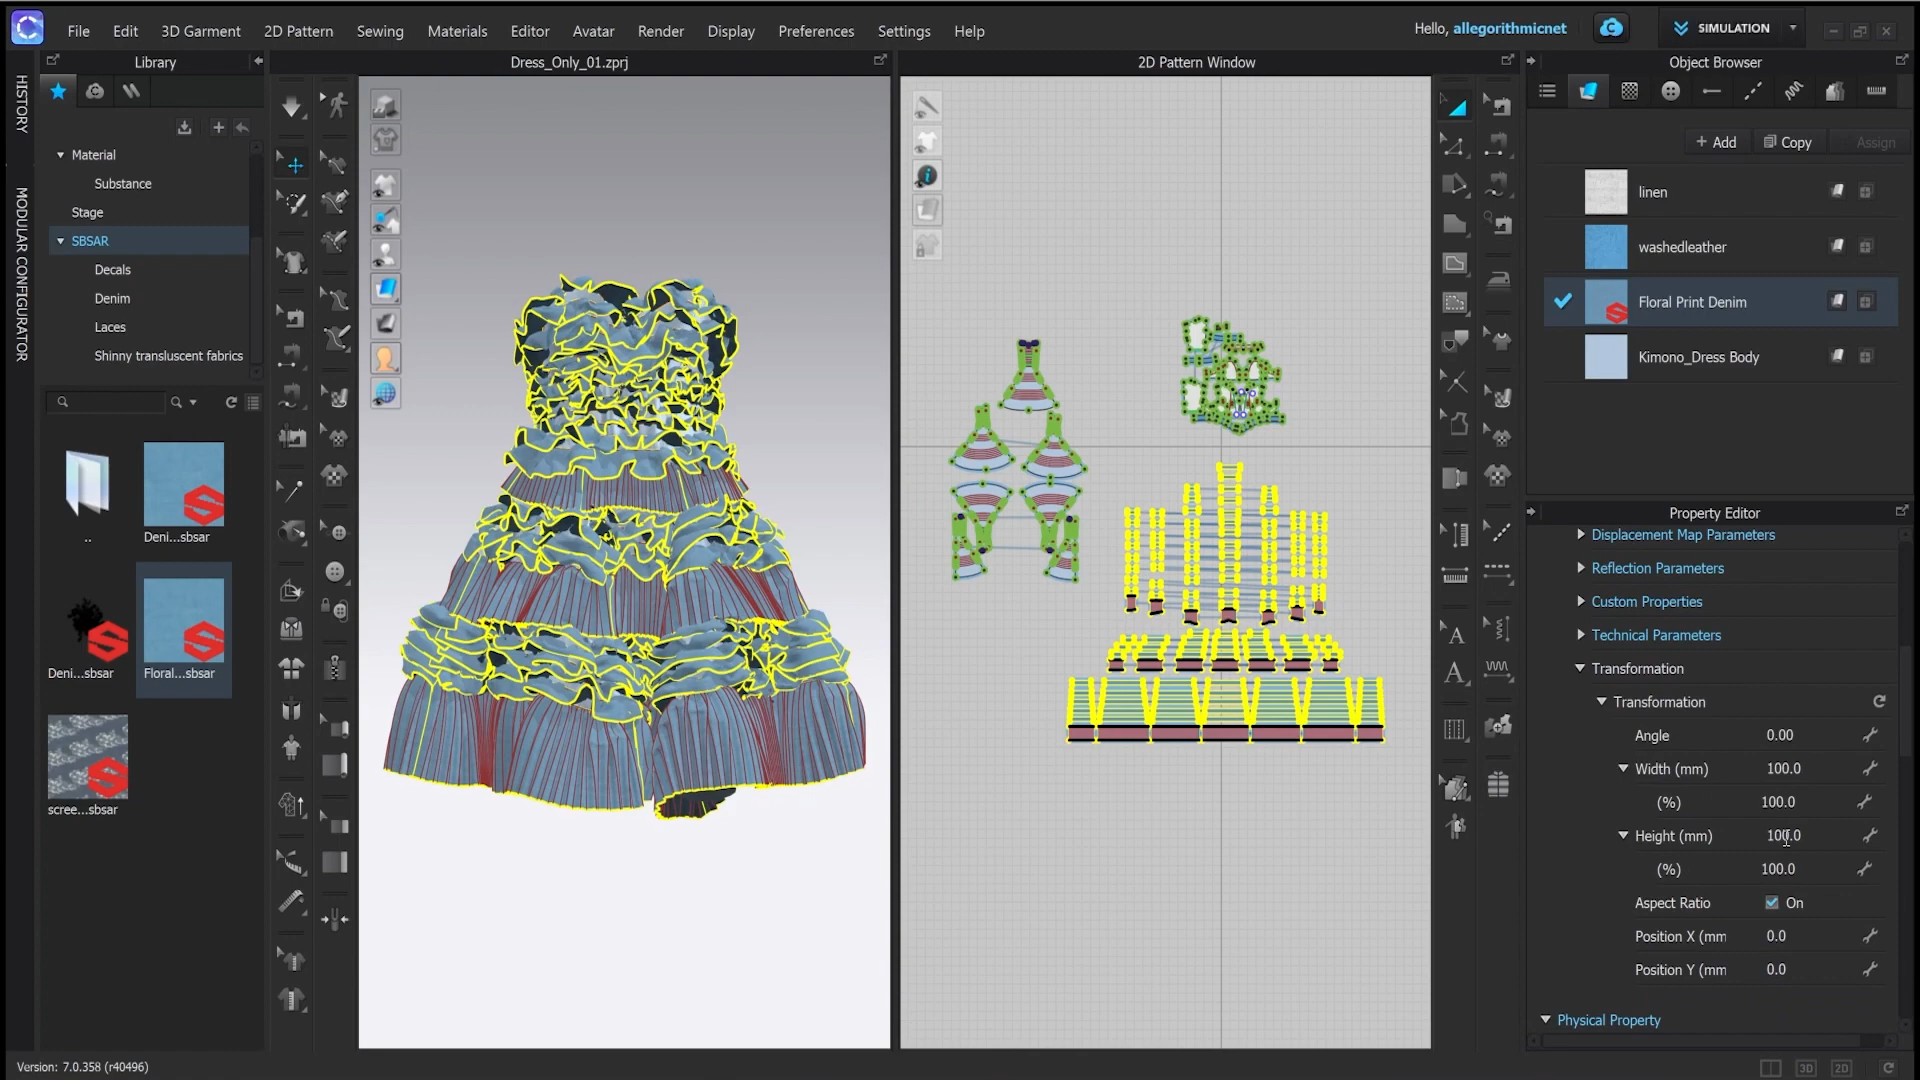 File Edit 3D Garment 2D Pattern Sewing Materials Editor Avatar Render Display Preferences Settings Help
Hello, allegorithmicnet
SIMULATION
HISTORY
MODULAR CONFIGURATOR
Library
Material
Substance
Stage
SBSAR
Decals
Denim
Laces
Shinny transluscent fabrics
..
Deni...sbsar
Deni...sbsar
Floral...sbsar
scree...sbsar
Dress_Only_01.zprj
2D Pattern Window
Object Browser
+ Add
Copy
Assign
linen
washedleather
Floral Print Denim
Kimono_Dress Body
Property Editor
Displacement Map Parameters
Reflection Parameters
Custom Properties
Technical Parameters
Transformation
Transformation
Angle 0.00
Width (mm) 100.0
(%) 100.0
Height (mm) 100.0
(%) 100.0
Aspect Ratio On
Position X (mm 0.0
Position Y (mm 0.0
Physical Property
Version: 7.0.358 (r40496)
3D
2D